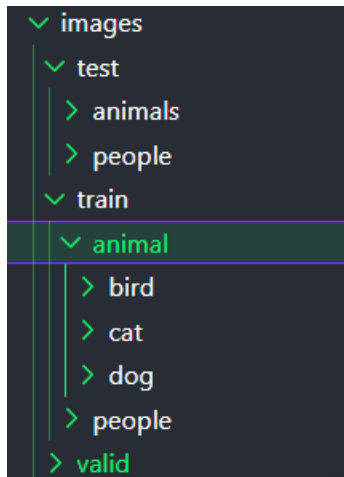 images
test
animals
people
train
animal
bird
cat
dog
people
valid